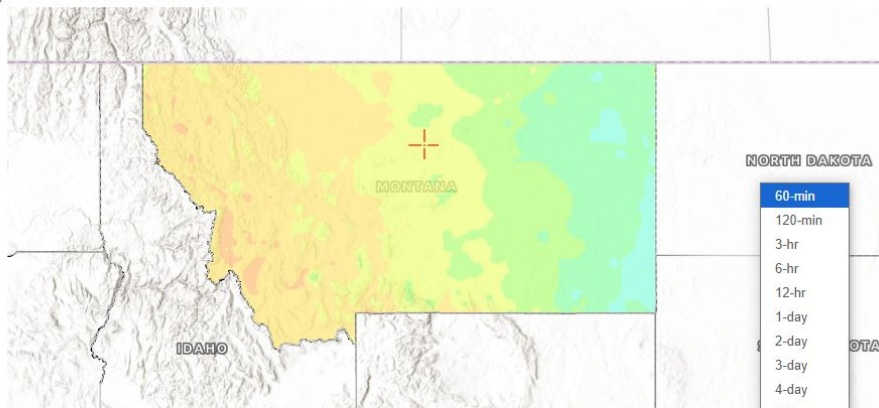 NORTH DAKOTA
MONTANA
60-min
120-min
3-hr
6-hr
12-hr
1-day
2-day
IDAHO
OTA
3-day
4-day